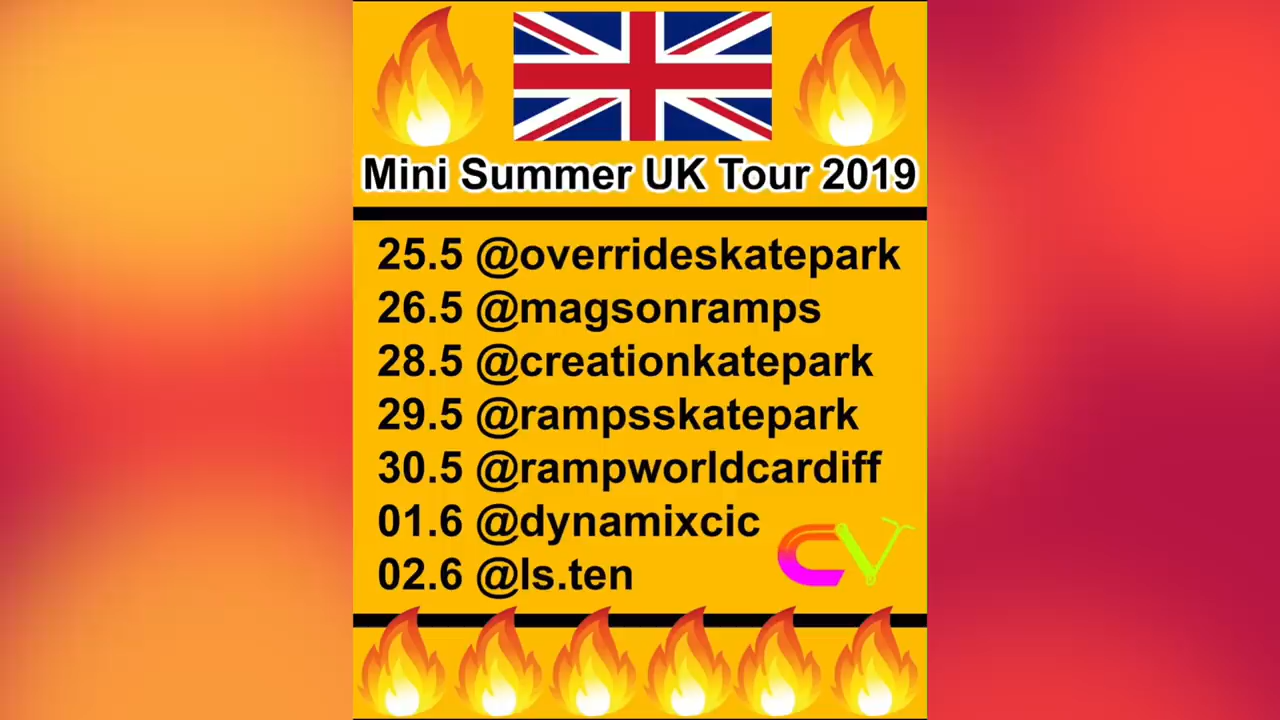 Mini Summer UK Tour 2019
25.5 @overrideskatepark
26.5 @magsonramps
28.5 @creationkatepark
29.5 @rampsskatepark
30.5 @rampworldcardiff
01.6 @dynamixcic
02.6 @ls.ten
CV